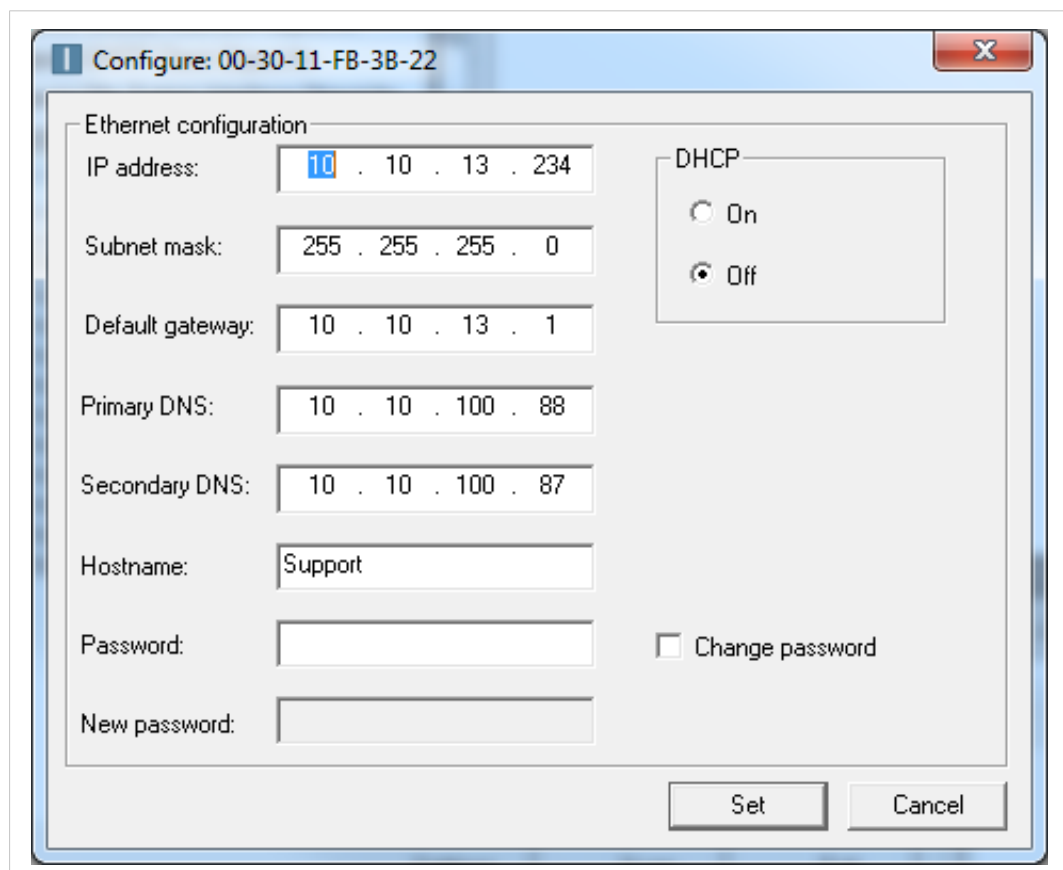 Configure: 00-30-11-FB-3B-22
Ethernet configuration
IP address: 10 . 10 . 13 . 234
DHCP
On
Subnet mask: 255 . 255 . 255 . 0
Off
Default gateway: 10 . 10 . 13 . 1
Primary DNS: 10 . 10 . 100 . 88
Secondary DNS: 10 . 10 . 100 . 87
Hostname: Support
Password:
Change password
New password:
Set
Cancel